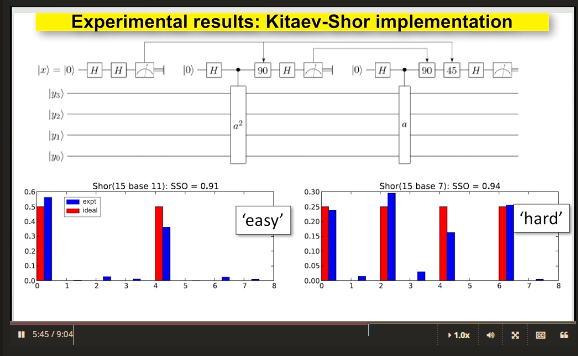 Experimental results: Kitaev-Shor implementation
|x⟩ = |0⟩ H H |0⟩ H 90 H |0⟩ H 90 45 H
|y₃⟩
|y₂⟩
a² a
|y₁⟩
|y₀⟩
Shor(15 base 11): SSO = 0.91
0.6
0.5
0.4
0.3
0.2
0.1
0.0
0 1 2 3 4 5 6 7 8
expt
ideal
'easy'
Shor(15 base 7): SSO = 0.94
0.30
0.25
0.20
0.15
0.10
0.05
0.00
0 1 2 3 4 5 6 7 8
'hard'
5:45 / 9:04
1.0x